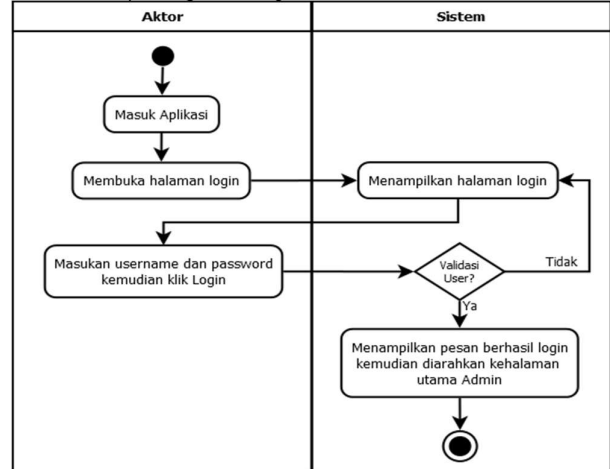 Aktor
Sistem
Masuk Aplikasi
Membuka halaman login
Menampilkan halaman login
Masukan username dan password
kemudian klik Login
Validasi
User?
Tidak
Ya
Menampilkan pesan berhasil login
kemudian diarahkan kehalaman
utama Admin